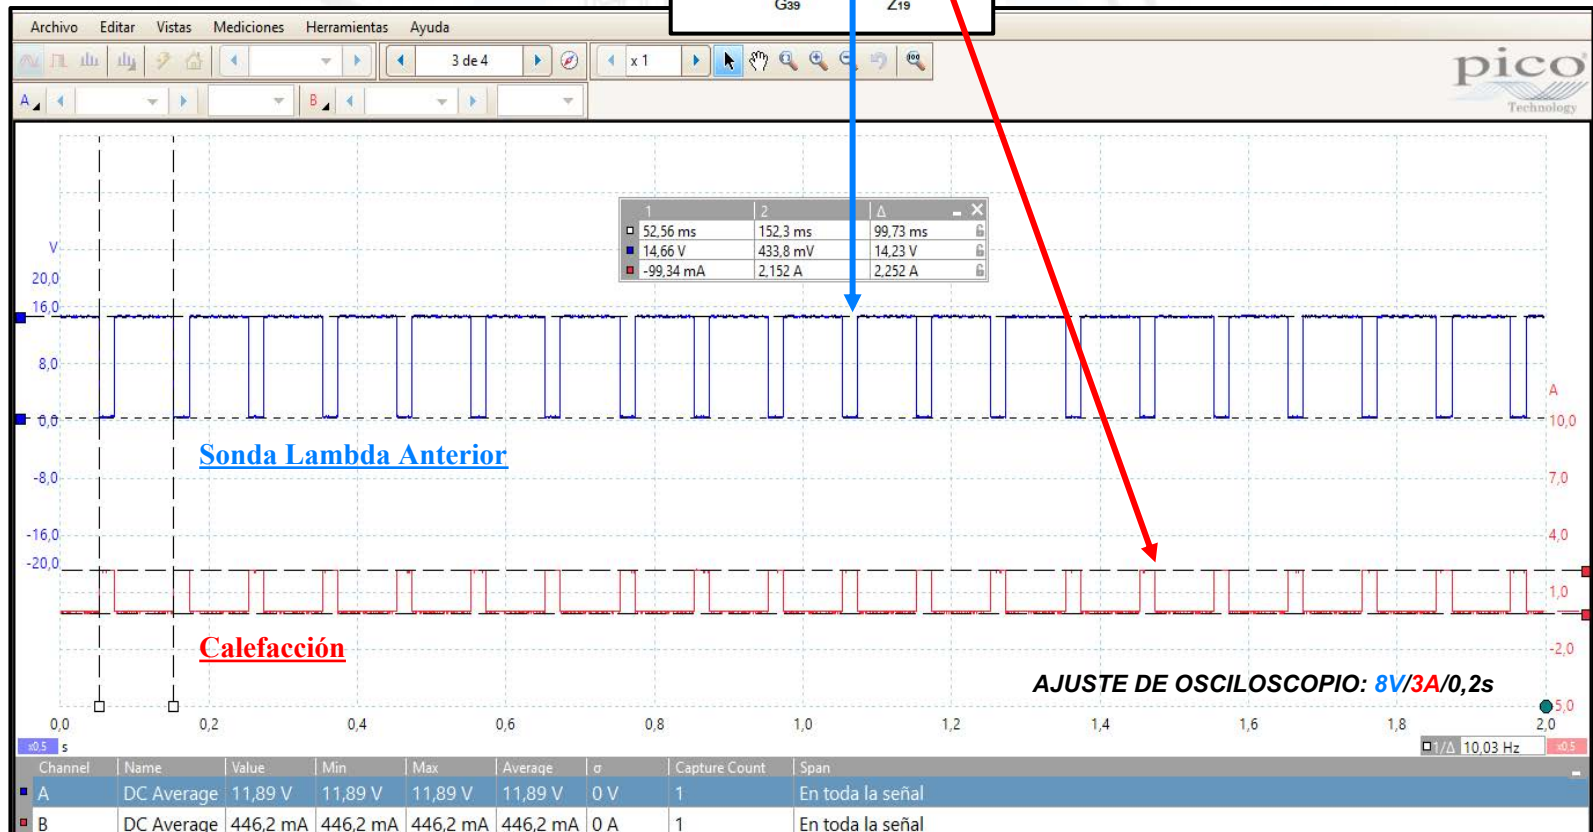 G39 Z19
Archivo Editar Vistas Mediciones Herramientas Ayuda
3 de 4 x 1
pico
Technology
A B
1 2 Δ
52,56 ms 152,3 ms 99,73 ms
14,66 V 433,8 mV 14,23 V
-99,34 mA 2,152 A 2,252 A
V
20,0
16,0
8,0
0,0
-8,0
-16,0
-20,0
A
10,0
7,0
4,0
1,0
-2,0
-5,0
Sonda Lambda Anterior
Calefacción
AJUSTE DE OSCILOSCOPIO: 8V/3A/0,2s
0,0 0,2 0,4 0,6 0,8 1,0 1,2 1,4 1,6 1,8 2,0
x0,5 s 1/Δ 10,03 Hz x0,5
Channel Name Value Min Max Average σ Capture Count Span
A DC Average 11,89 V 11,89 V 11,89 V 11,89 V 0 V 1 En toda la señal
B DC Average 446,2 mA 446,2 mA 446,2 mA 446,2 mA 0 A 1 En toda la señal